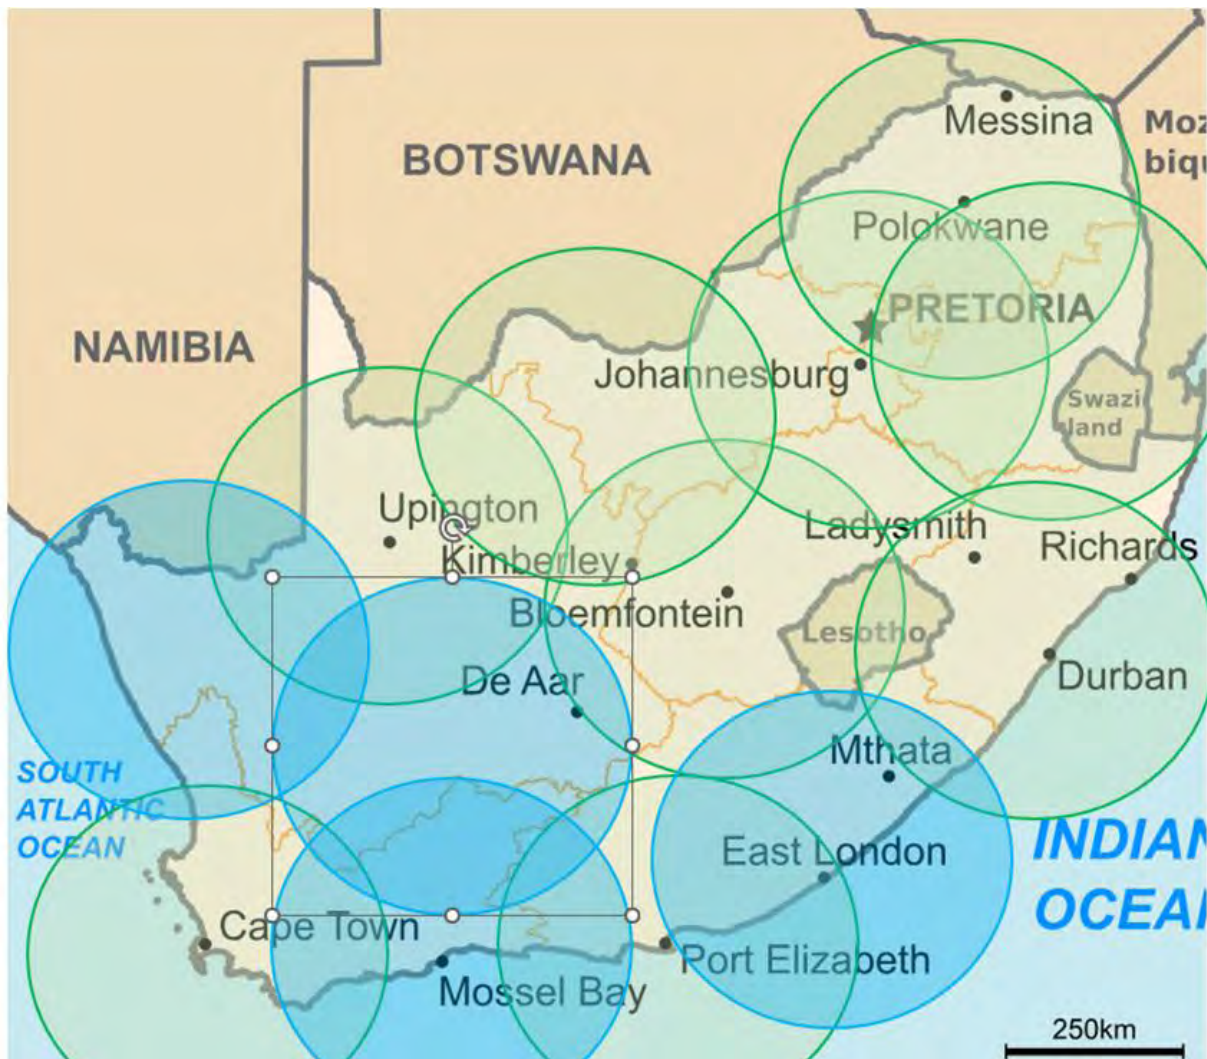 Messina
Moz
biqu
BOTSWANA
Polokwane
PRETORIA
NAMIBIA
Johannesburg
Swazi
land
Upington
Ladysmith
Kimberley
Richards
Bloemfontein
Lesotho
De Aar
Durban
Mthata
SOUTH
ATLANTIC
OCEAN
INDIAN
OCEAN
East London
Cape Town
Port Elizabeth
Mossel Bay
250km